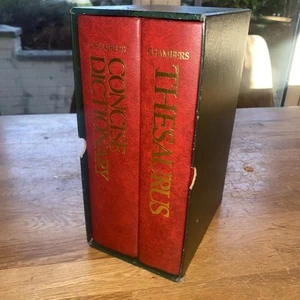 CHAMBERS
CONCISE
DICTIONARY
CHAMBERS
THESAURUS